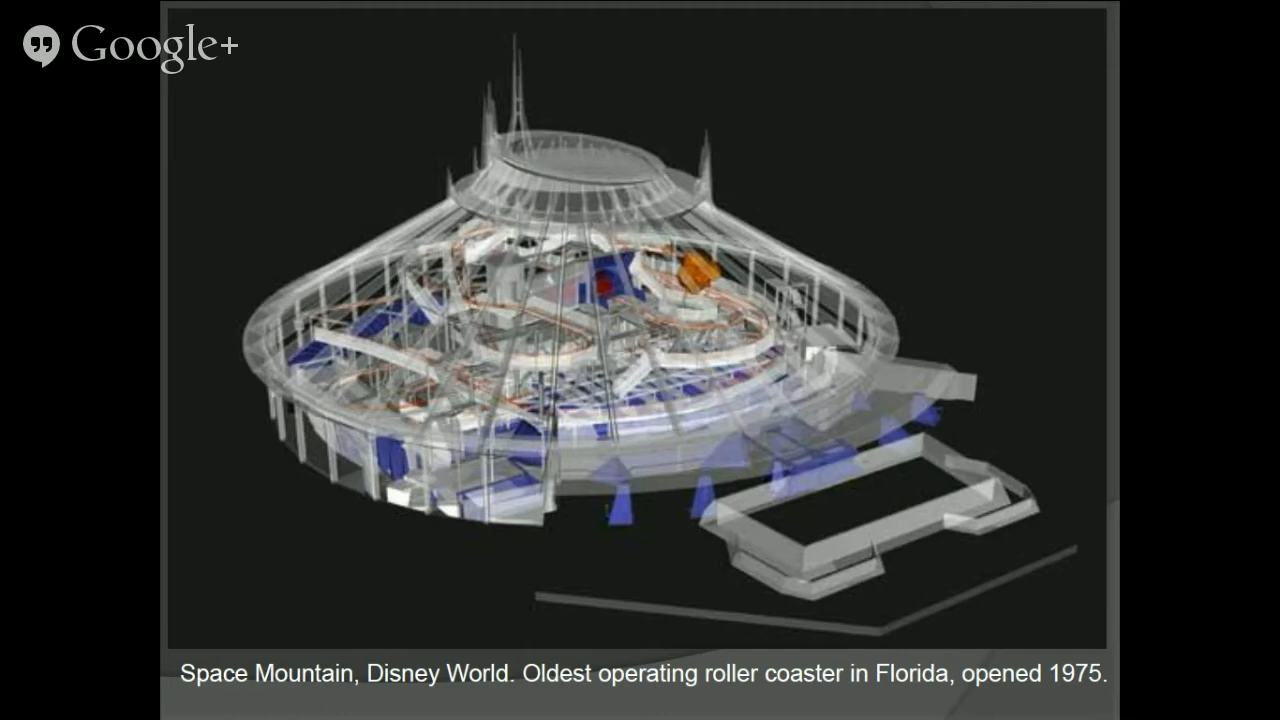 Google+
Space Mountain, Disney World. Oldest operating roller coaster in Florida, opened 1975.